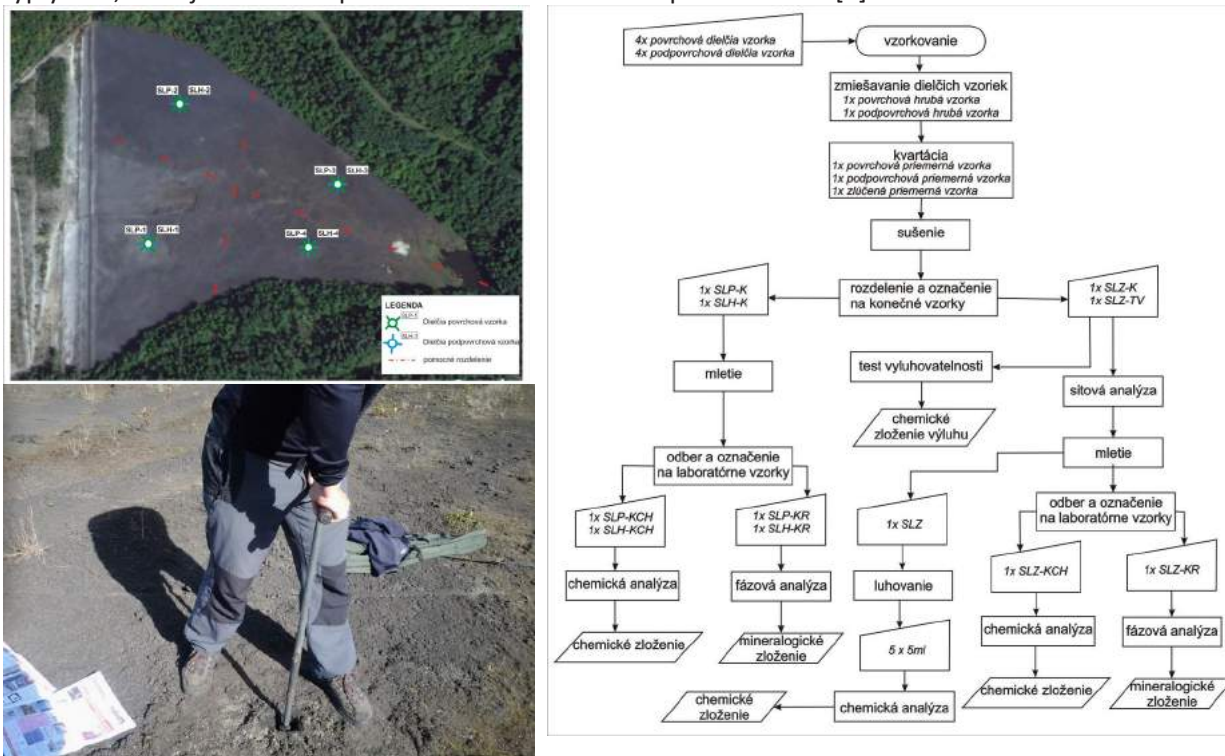 SLP-2 SLH-2
SLP-3 SLH-3
SLP-1 SLH-1
SLP-4 SLH-4
LEGENDA
SLP-1 Dielčia povrchová vzorka
Dielčia podpovrchová vzorka
pomocné rozdelenie
4x povrchová dielčia vzorka
4x podpovrchová dielčia vzorka
vzorkovanie
zmiešavanie dielčich vzoriek
1x povrchová hrubá vzorka
1x podpovrchová hrubá vzorka
kvartácia
1x povrchová priemerná vzorka
1x podpovrchová priemerná vzorka
1x zlúčená priemerná vzorka
sušenie
1x SLP-K
1x SLH-K
rozdelenie a označenie
na konečné vzorky
1x SLZ-K
1x SLZ-TV
mletie
test vyluhovatelnosti
sitová analýza
chemické
zloženie výluhu
mletie
odber a označenie
na laboratórne vzorky
odber a označenie
na laboratórne vzorky
1x SLP-KCH
1x SLH-KCH
1x SLP-KR
1x SLH-KR
1x SLZ
1x SLZ-KCH
1x SLZ-KR
chemická analýza
fázová analýza
luhovanie
chemická analýza
fázová analýza
chemické zloženie
mineralogické
zloženie
5 x 5ml
chemické zloženie
mineralogické
zloženie
chemické
zloženie
chemická analýza